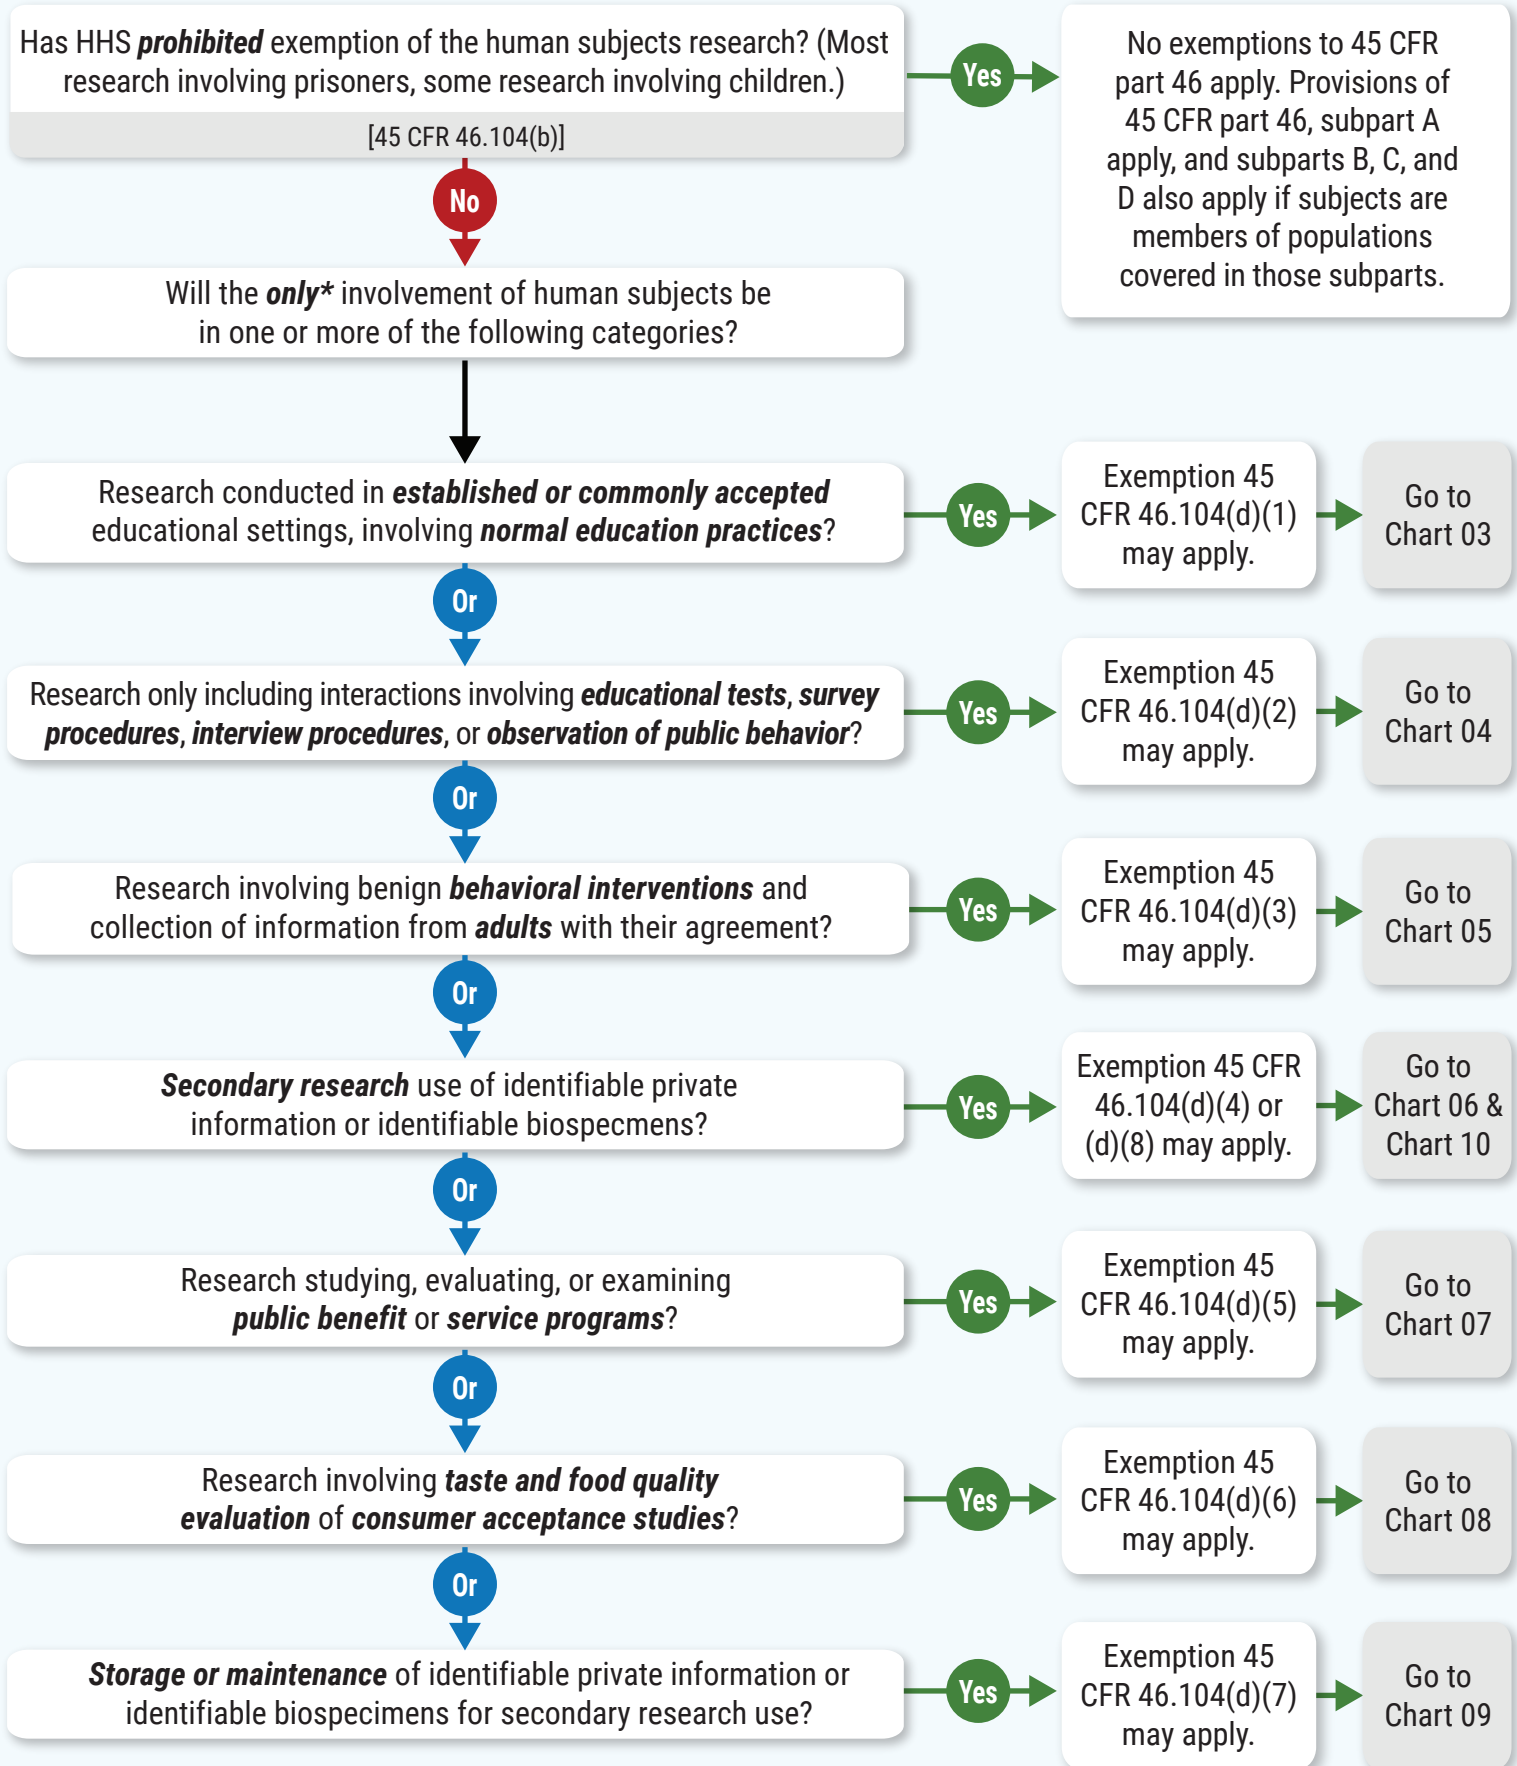 Has HHS prohibited exemption of the human subjects research? (Most
research involving prisoners, some research involving children.)
[45 CFR 46.104(b)]
Yes
No exemptions to 45 CFR
part 46 apply. Provisions of
45 CFR part 46, subpart A
apply, and subparts B, C, and
D also apply if subjects are
members of populations
covered in those subparts.
No
Will the only* involvement of human subjects be
in one or more of the following categories?
Research conducted in established or commonly accepted
educational settings, involving normal education practices?
Yes
Exemption 45
CFR 46.104(d)(1)
may apply.
Go to
Chart 03
Or
Research only including interactions involving educational tests, survey
procedures, interview procedures, or observation of public behavior?
Yes
Exemption 45
CFR 46.104(d)(2)
may apply.
Go to
Chart 04
Or
Research involving benign behavioral interventions and
collection of information from adults with their agreement?
Yes
Exemption 45
CFR 46.104(d)(3)
may apply.
Go to
Chart 05
Or
Secondary research use of identifiable private
information or identifiable biospecmens?
Yes
Exemption 45 CFR
46.104(d)(4) or
(d)(8) may apply.
Go to
Chart 06 &
Chart 10
Or
Research studying, evaluating, or examining
public benefit or service programs?
Yes
Exemption 45
CFR 46.104(d)(5)
may apply.
Go to
Chart 07
Or
Research involving taste and food quality
evaluation of consumer acceptance studies?
Yes
Exemption 45
CFR 46.104(d)(6)
may apply.
Go to
Chart 08
Or
Storage or maintenance of identifiable private information or
identifiable biospecimens for secondary research use?
Yes
Exemption 45
CFR 46.104(d)(7)
may apply.
Go to
Chart 09